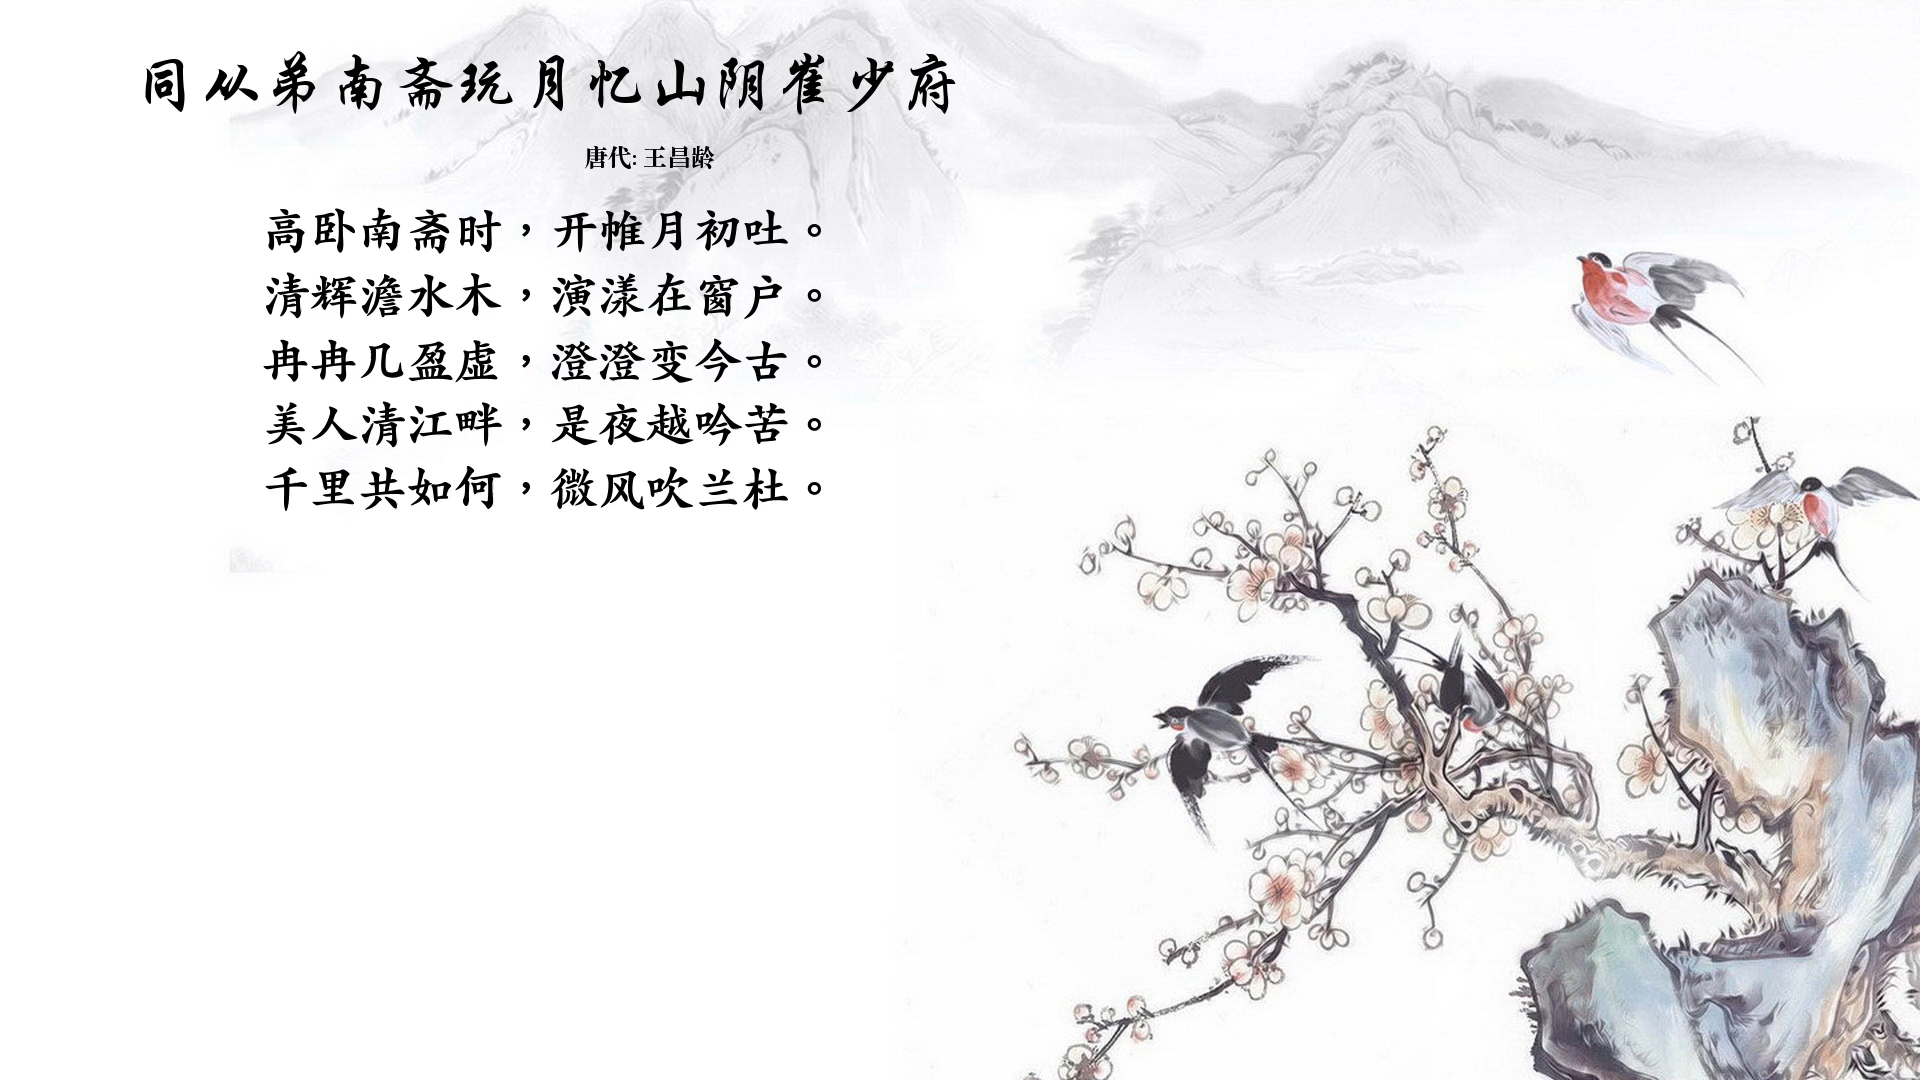 同从弟南斋玩月忆山阴崔少府
唐代: 王昌龄
高卧南斋时，开帷月初吐。
清辉澹水木，演漾在窗户。
冉冉几盈虚，澄澄变今古。
美人清江畔，是夜越吟苦。
千里共如何，微风吹兰杜。